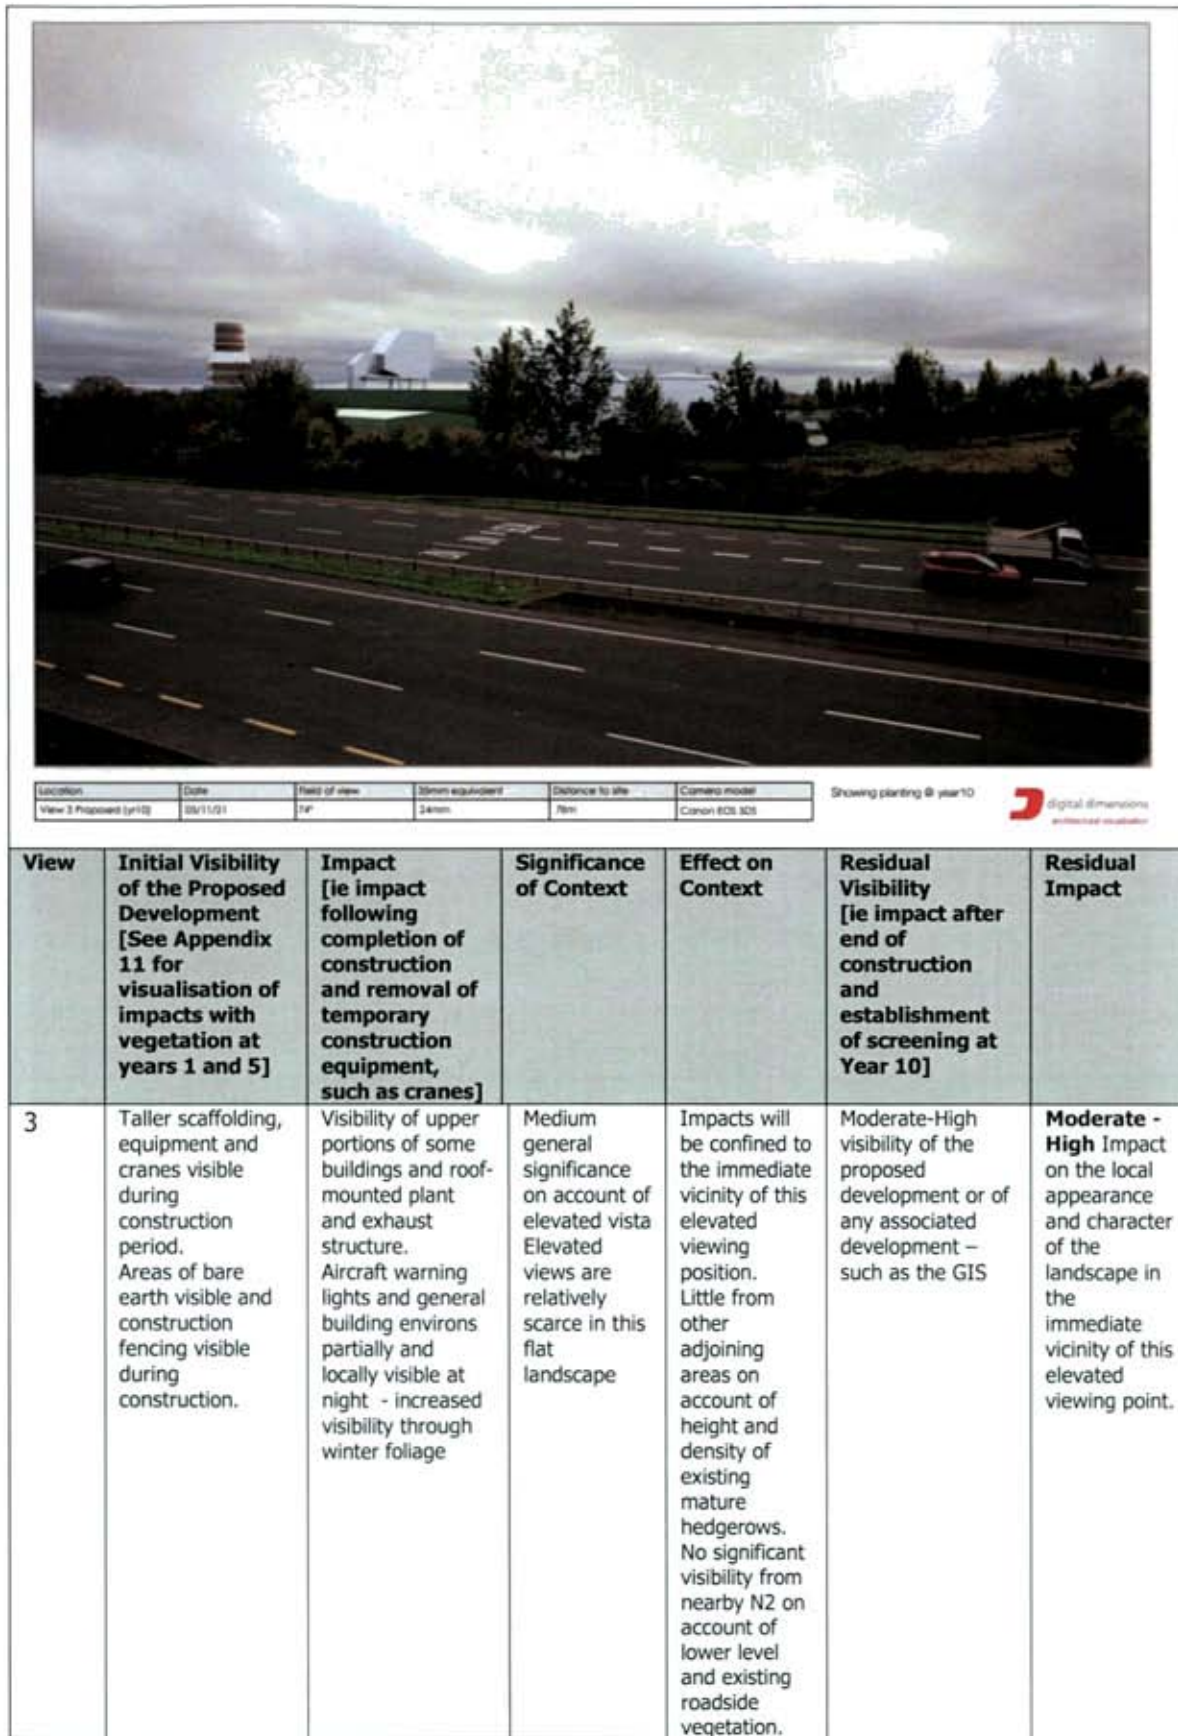 Location Date Field of view 35mm equivalent Distance to site Camera model
View 3 Proposed (yr10) 05/11/21 74° 24mm Canon EOS 5DS
Showing planting @ year10
digital dimensions
architectural visualisation
View
Initial Visibility
of the Proposed
Development
[See Appendix
11 for
visualisation of
impacts with
vegetation at
years 1 and 5]
Impact
[ie impact
following
completion of
construction
and removal of
temporary
construction
equipment,
such as cranes]
Significance
of Context
Effect on
Context
Residual
Visibility
[ie impact after
end of
construction
and
establishment
of screening at
Year 10]
Residual
Impact
3
Taller scaffolding,
equipment and
cranes visible
during
construction
period.
Areas of bare
earth visible and
construction
fencing visible
during
construction.
Visibility of upper
portions of some
buildings and roof-
mounted plant
and exhaust
structure.
Aircraft warning
lights and general
building environs
partially and
locally visible at
night - increased
visibility through
winter foliage
Medium
general
significance
on account of
elevated vista
Elevated
views are
relatively
scarce in this
flat
landscape
Impacts will
be confined to
the immediate
vicinity of this
elevated
viewing
position.
Little from
other
adjoining
areas on
account of
height and
density of
existing
mature
hedgerows.
No significant
visibility from
nearby N2 on
account of
lower level
and existing
roadside
vegetation.
Moderate-High
visibility of the
proposed
development or of
any associated
development –
such as the GIS
Moderate -
High Impact
on the local
appearance
and character
of the
landscape in
the
immediate
vicinity of this
elevated
viewing point.